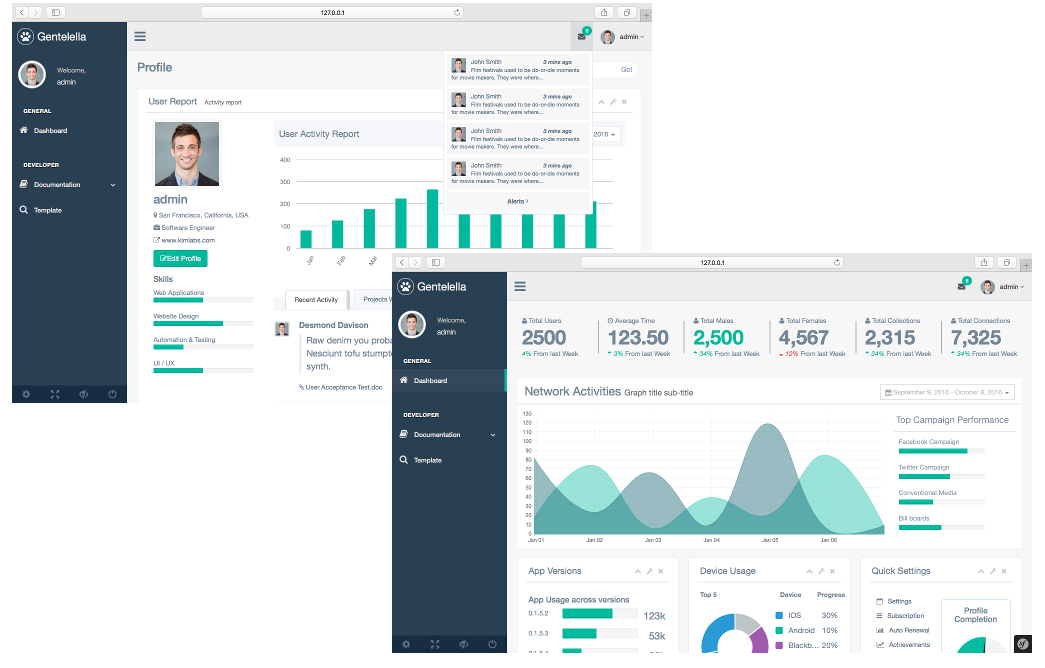 127.0.0.1
Gentelella
6
admin
Welcome,
admin
GENERAL
Dashboard
DEVELOPER
Documentation
Template
Profile
Go!
User Report Activity report
admin
San Francisco, California, USA
Software Engineer
www.kimlabs.com
Edit Profile
Skills
Web Applications
Website Design
Automation & Testing
UI / UX
User Activity Report
2016
400
300
200
100
0
Jan
Feb
Mar
John Smith 3 mins ago
Film festivals used to be do-or-die moments
for movie makers. They were where...
John Smith 3 mins ago
Film festivals used to be do-or-die moments
for movie makers. They were where...
John Smith 3 mins ago
Film festivals used to be do-or-die moments
for movie makers. They were where...
John Smith 3 mins ago
Film festivals used to be do-or-die moments
for movie makers. They were where...
Alerts
Recent Activity Projects
Desmond Davison
Raw denim you proba
Nesciunt tofu stumpt
synth.
User Acceptance Test.doc
127.0.0.1
Gentelella
6
admin
Welcome,
admin
GENERAL
Dashboard
DEVELOPER
Documentation
Template
Total Users
2500
4% From last Week
Average Time
123.50
3% From last Week
Total Males
2,500
34% From last Week
Total Females
4,567
12% From last Week
Total Collections
2,315
34% From last Week
Total Connections
7,325
34% From last Week
Network Activities Graph title sub-title
September 9, 2016 - October 8, 2016
130
120
110
100
90
80
70
60
50
40
30
20
10
0
Jan 01 Jan 02 Jan 03 Jan 04 Jan 05 Jan 06
Top Campaign Performance
Facebook Campaign
Twitter Campaign
Conventional Media
Bill boards
App Versions
App Usage across versions
0.1.5.2 123k
0.1.5.3 53k
Device Usage
Top 5 Device Progress
IOS 30%
Android 10%
Blackb... 20%
Quick Settings
Settings
Subscription
Auto Renewal
Achievements
Profile
Completion